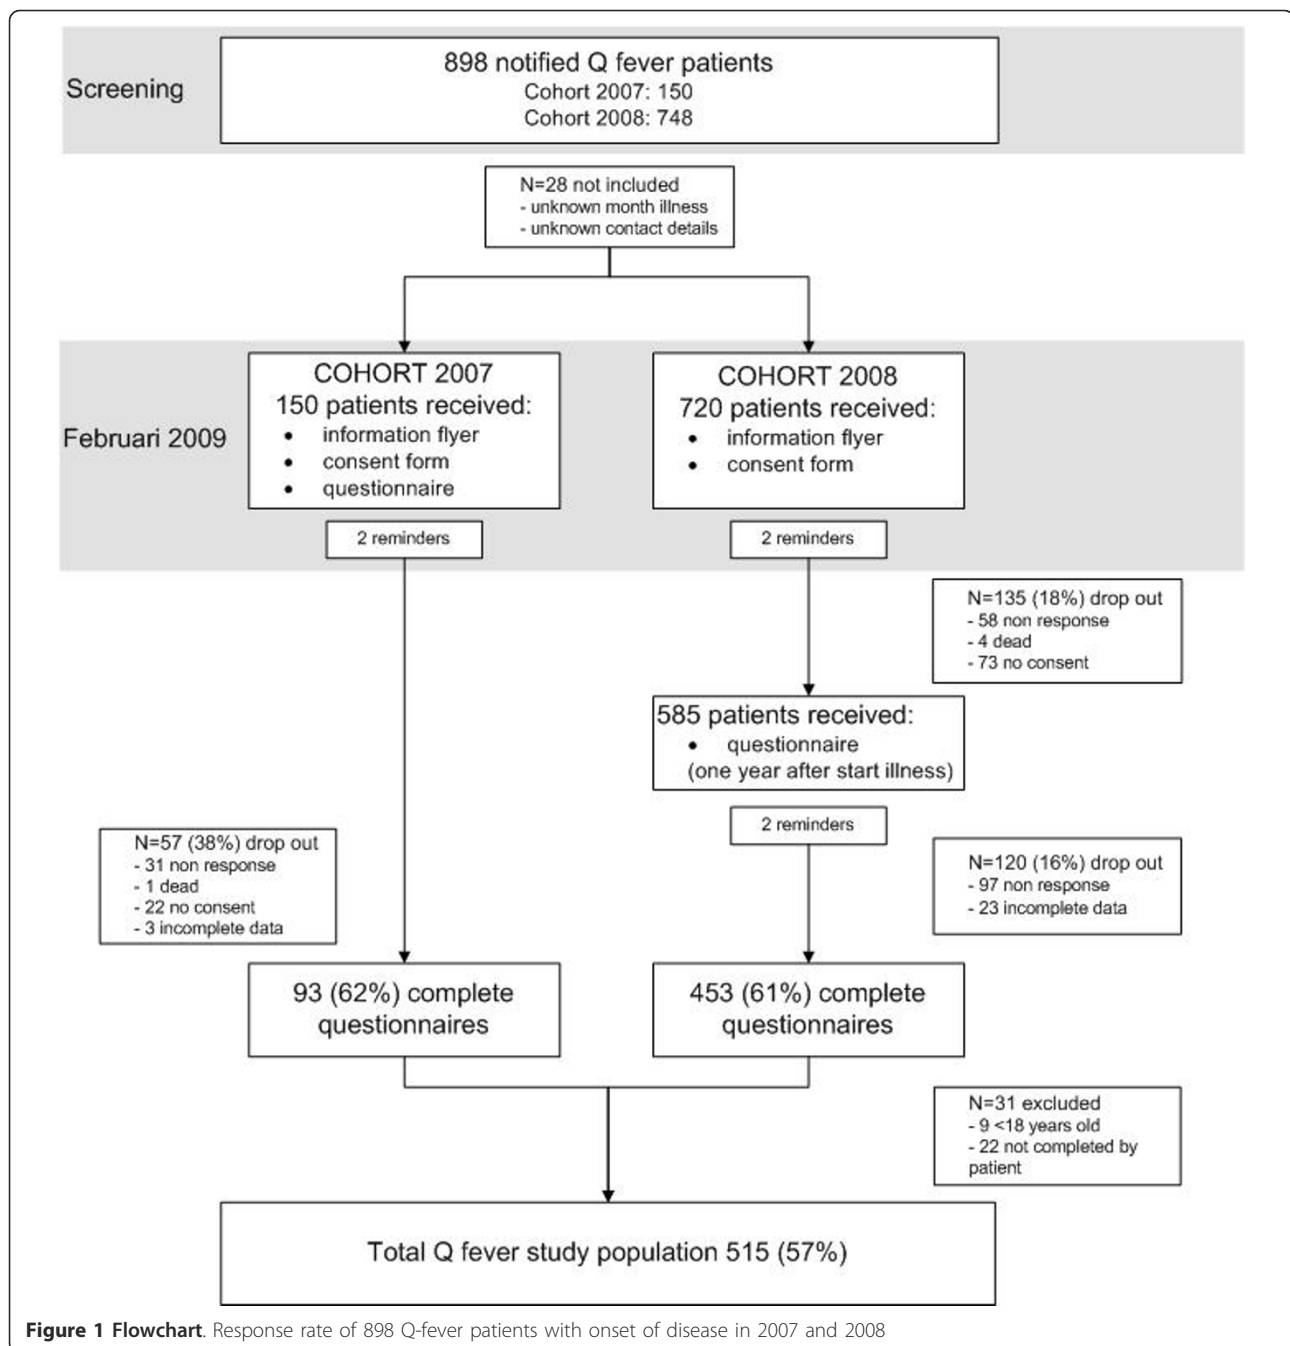 Screening
898 notified Q fever patients
Cohort 2007: 150
Cohort 2008: 748
N=28 not included
- unknown month illness
- unknown contact details
Februari 2009
COHORT 2007
150 patients received:
• information flyer
• consent form
• questionnaire
2 reminders
COHORT 2008
720 patients received:
• information flyer
• consent form
2 reminders
N=135 (18%) drop out
- 58 non response
- 4 dead
- 73 no consent
585 patients received:
• questionnaire
(one year after start illness)
2 reminders
N=57 (38%) drop out
- 31 non response
- 1 dead
- 22 no consent
- 3 incomplete data
N=120 (16%) drop out
- 97 non response
- 23 incomplete data
93 (62%) complete
questionnaires
453 (61%) complete
questionnaires
N=31 excluded
- 9 <18 years old
- 22 not completed by
patient
Total Q fever study population 515 (57%)
Figure 1 Flowchart. Response rate of 898 Q-fever patients with onset of disease in 2007 and 2008